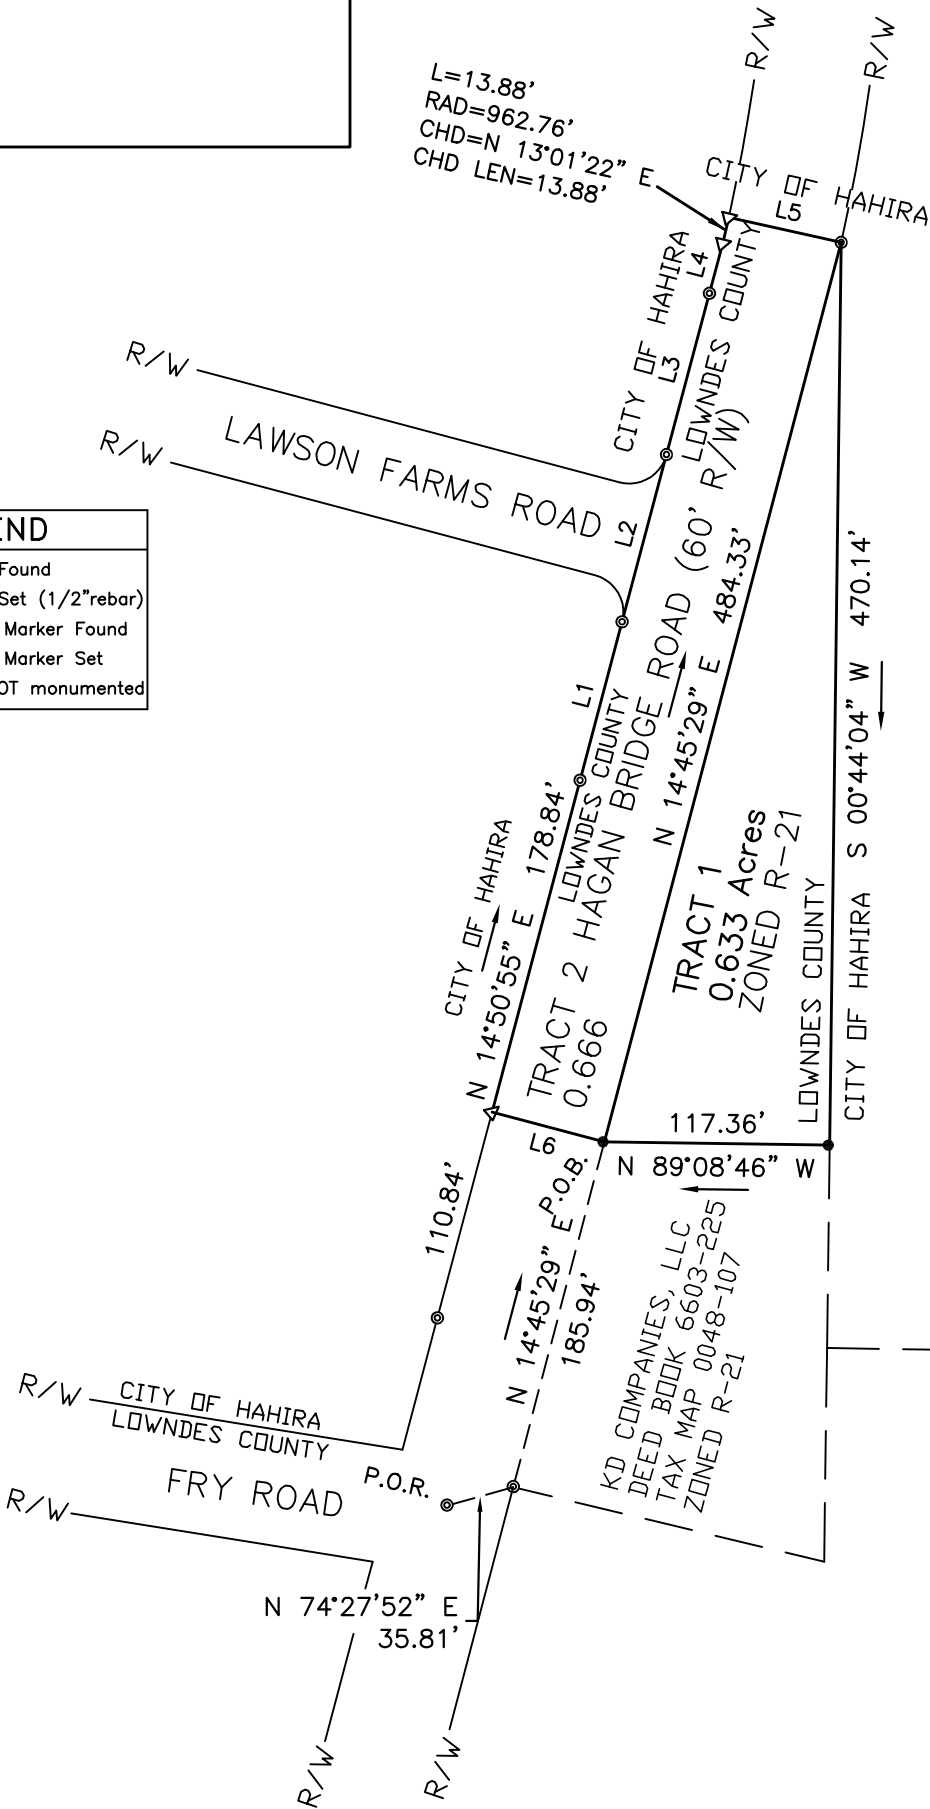 R/W
R/W
L=13.88'
RAD=962.76'
CHD=N 13°01'22" E
CHD LEN=13.88'
CITY OF HAHIRA
L5
L4
CITY OF HAHIRA
LOWNDES COUNTY
L3
R/W
R/W
LAWSON FARMS ROAD
L2
END
Found
Set (1/2"rebar)
Marker Found
Marker Set
OT monumented
L1
LOWNDES COUNTY
TRACT 2 HAGAN BRIDGE ROAD (60' R/W)
0.666
N 14°45'29" E 484.33'
S 00°44'04" W 470.14'
CITY OF HAHIRA
N 14°50'55" E 178.84'
CITY OF HAHIRA
LOWNDES COUNTY
TRACT 1
0.633 Acres
ZONED R-21
117.36'
N 89°08'46" W
L6
P.O.B.
110.84'
N 14°45'29" E
185.94'
KD COMPANIES, LLC
DEED BOOK 6603-225
TAX MAP 0048-107
ZONED R-21
R/W
CITY OF HAHIRA
LOWNDES COUNTY
FRY ROAD
P.O.R.
R/W
N 74°27'52" E
35.81'
R/W
R/W